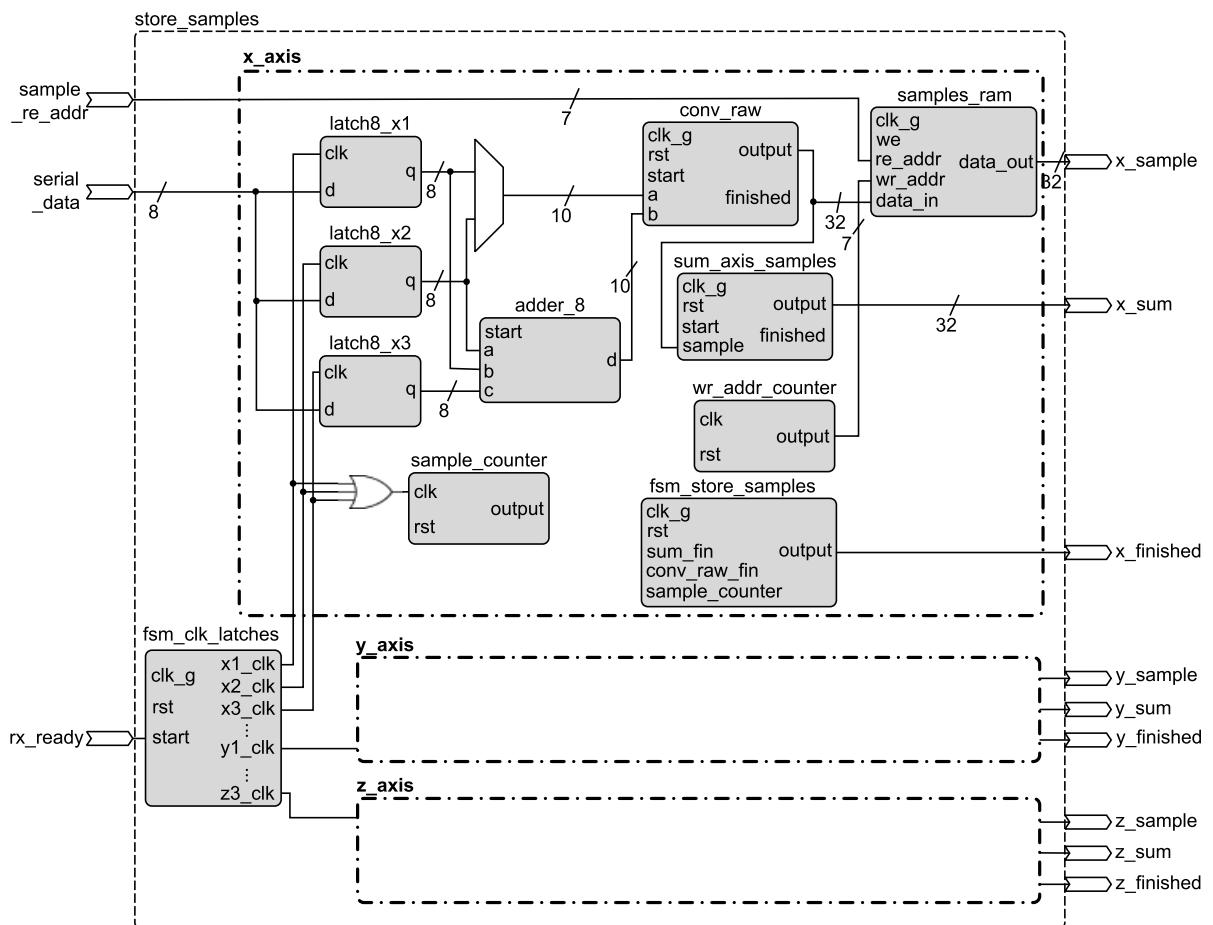 store_samples
x_axis
sample
_re_addr
7
serial
_data
8
latch8_x1
clk
d
q
8
latch8_x2
clk
d
q
8
latch8_x3
clk
d
q
8
10
adder_8
start
a
b
c
d
10
conv_raw
clk_g
rst
start
a
b
output
finished
samples_ram
clk_g
we
re_addr
wr_addr
data_in
data_out
32
x_sample
32
7
sum_axis_samples
clk_g
rst
start
sample
output
finished
32
x_sum
wr_addr_counter
clk
rst
output
sample_counter
clk
rst
output
fsm_store_samples
clk_g
rst
sum_fin
conv_raw_fin
sample_counter
output
x_finished
fsm_clk_latches
clk_g
rst
start
x1_clk
x2_clk
x3_clk
⋮
y1_clk
⋮
z3_clk
rx_ready
y_axis
y_sample
y_sum
y_finished
z_axis
z_sample
z_sum
z_finished